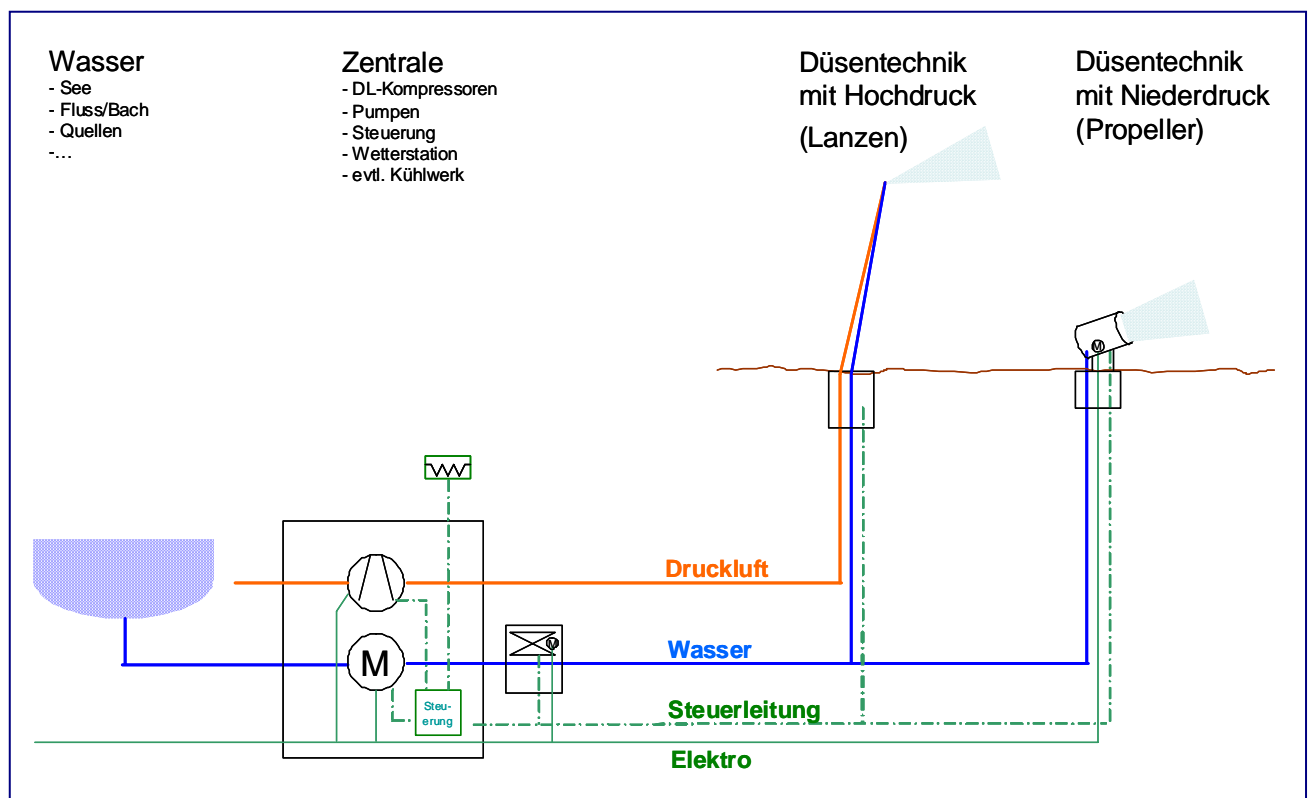 Wasser
- See
- Fluss/Bach
- Quellen
-...
Zentrale
- DL-Kompressoren
- Pumpen
- Steuerung
- Wetterstation
- evtl. Kühlwerk
Düsentechnik
mit Hochdruck
(Lanzen)
Düsentechnik
mit Niederdruck
(Propeller)
M
Druckluft
M
M
Wasser
Steu-
erung
Steuerleitung
Elektro